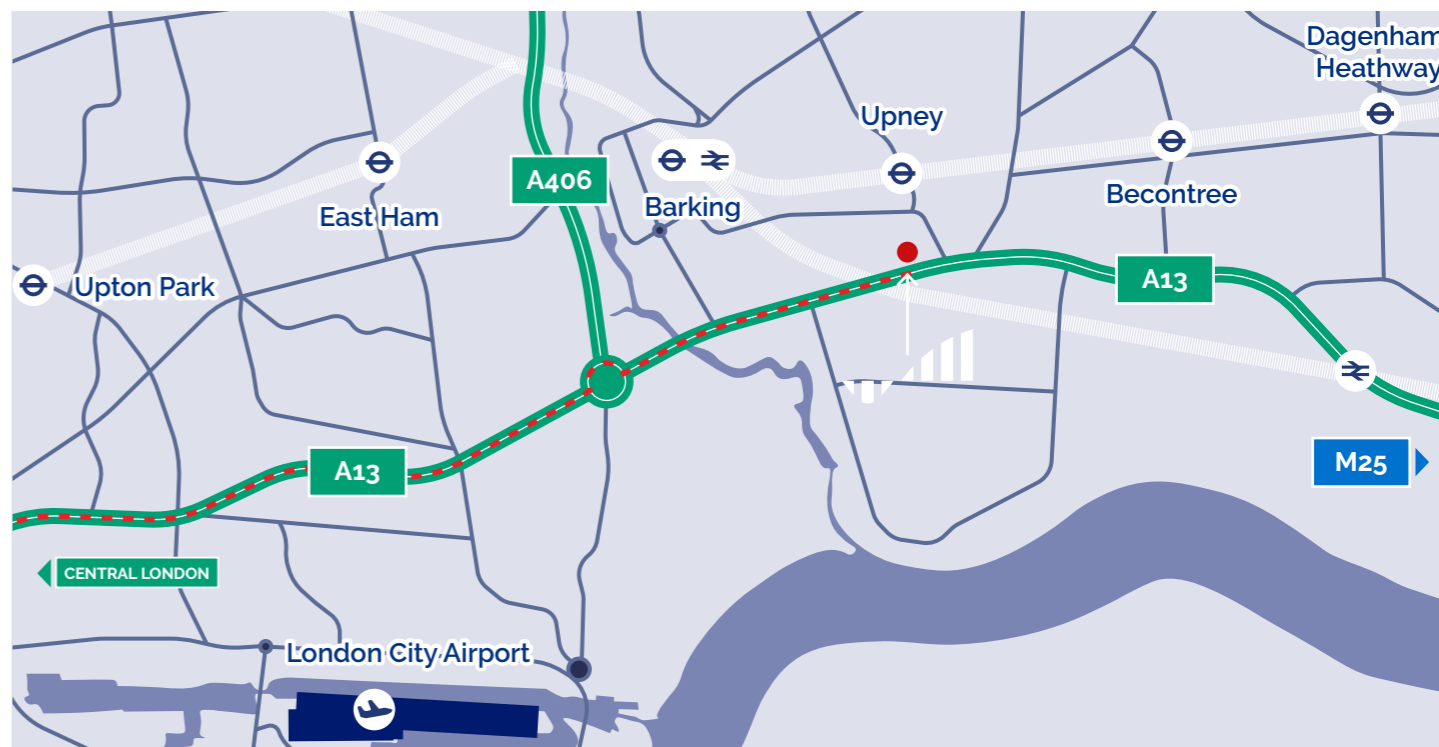 Dagenham
Heathway
Upney
A406
Becontree
Barking
East Ham
A13
Upton Park
M25
A13
CENTRAL LONDON
London City Airport